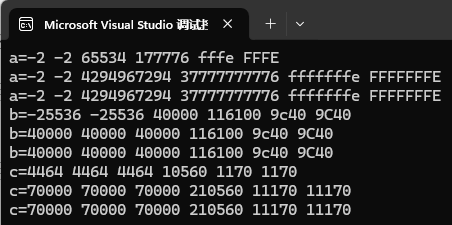 Microsoft Visual Studio 调试控
a=-2 -2 65534 177776 fffe FFFE
a=-2 -2 4294967294 37777777776 fffffffe FFFFFFFE
a=-2 -2 4294967294 37777777776 fffffffe FFFFFFFE
b=-25536 -25536 40000 116100 9c40 9C40
b=40000 40000 40000 116100 9c40 9C40
b=40000 40000 40000 116100 9c40 9C40
c=4464 4464 4464 10560 1170 1170
c=70000 70000 70000 210560 11170 11170
c=70000 70000 70000 210560 11170 11170